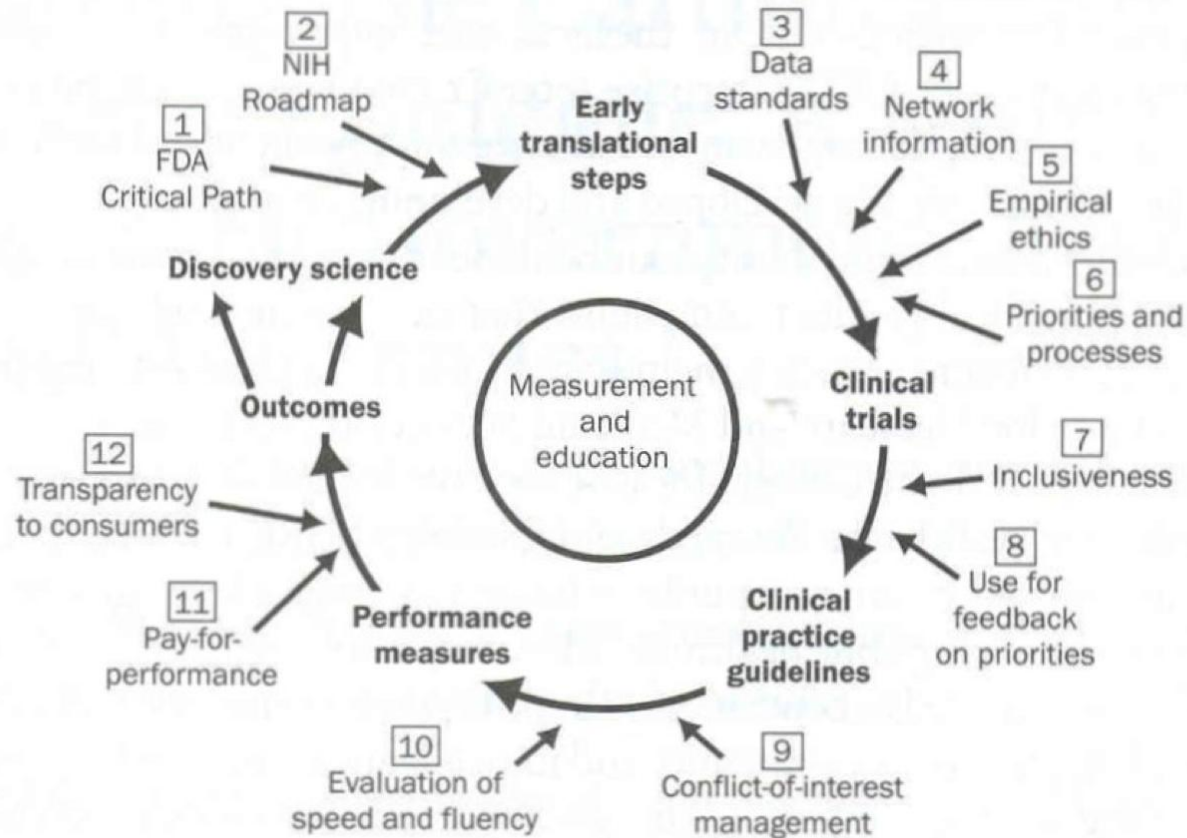 2
NIH
Roadmap
1
FDA
Critical Path
Early
translational
steps
3
Data
standards
4
Network
information
5
Empirical
ethics
6
Priorities and
processes
Discovery science
Outcomes
Measurement
and
education
Clinical
trials
7
Inclusiveness
8
Use for
feedback
on priorities
Clinical
practice
guidelines
9
Conflict-of-interest
management
10
Evaluation of
speed and fluency
Performance
measures
11
Pay-for-
performance
12
Transparency
to consumers